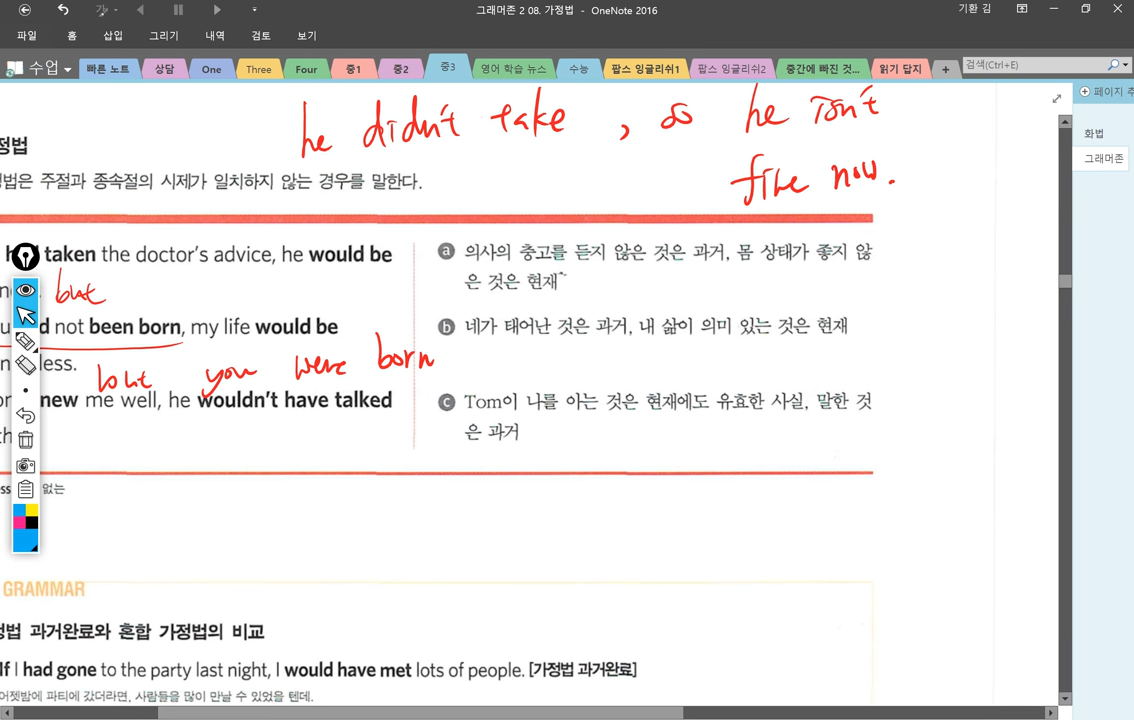 그래머존 2 08. 가정법 - OneNote 2016
기환 김
파일 홈 삽입 그리기 내역 검토 보기
수업 빠른 노트 상담 One Three Four 중1 중2 중3 영어 학습 뉴스 수능 팝스 잉글리쉬1 팝스 잉글리쉬2 중간에 빠진 것... 읽기 답지 + 검색(Ctrl+E)
페이지 추
화법
그래머존
he didn't take , so he isn't
fine now.
정법
법은 주절과 종속절의 시제가 일치하지 않는 경우를 말한다.
taken the doctor's advice, he would be
but
not been born, my life would be
less.
but you were born
new me well, he wouldn't have talked
th
ⓐ 의사의 충고를 듣지 않은 것은 과거, 몸 상태가 좋지 않
은 것은 현재
ⓑ 네가 태어난 것은 과거, 내 삶이 의미 있는 것은 현재
ⓒ Tom이 나를 아는 것은 현재에도 유효한 사실, 말한 것
은 과거
ess 없는
GRAMMAR
정법 과거완료와 혼합 가정법의 비교
If I had gone to the party last night, I would have met lots of people. [가정법 과거완료]
어젯밤에 파티에 갔더라면, 사람들을 많이 만날 수 있었을 텐데.